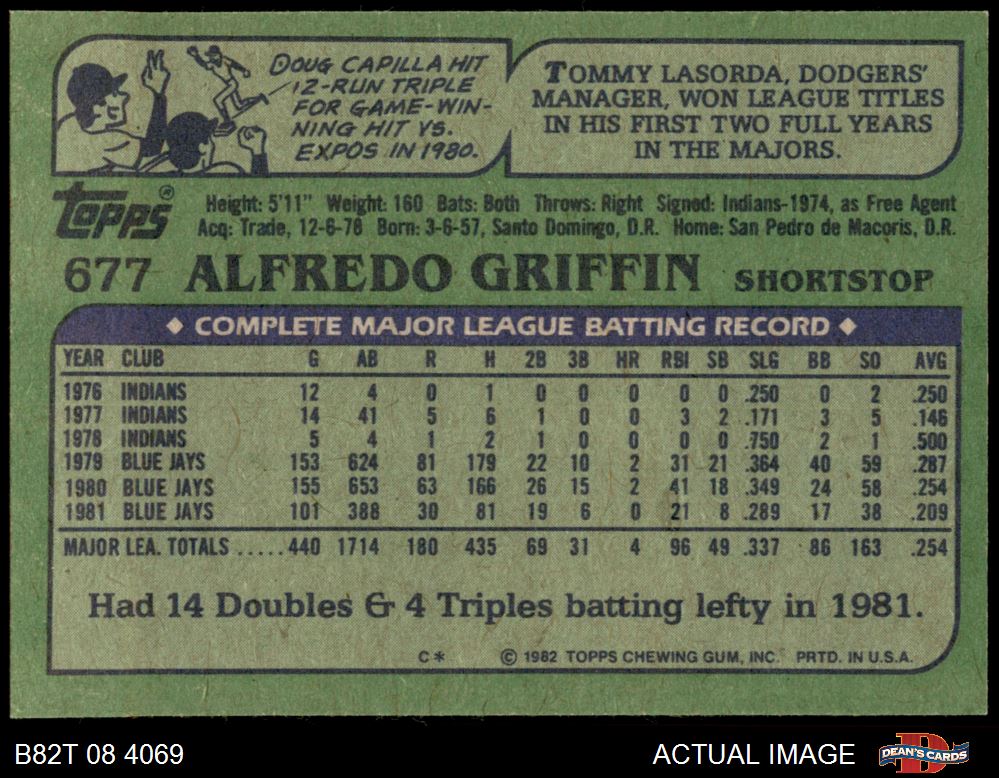 DOUG CAPILLA HIT
12-RUN TRIPLE
FOR GAME-WIN-
NING HIT VS.
EXPOS IN 1980.
TOMMY LASORDA, DODGERS'
MANAGER, WON LEAGUE TITLES
IN HIS FIRST TWO FULL YEARS
IN THE MAJORS.
Topps®
Height: 5'11" Weight: 160 Bats: Both Throws: Right Signed: Indians-1974, as Free Agent
Acq: Trade, 12-6-78 Born: 3-6-57, Santo Domingo, D.R. Home: San Pedro de Macoris, D.R.
677 ALFREDO GRIFFIN SHORTSTOP
◆ COMPLETE MAJOR LEAGUE BATTING RECORD ◆
YEAR CLUB G AB R H 2B 3B HR RBI SB SLG BB SO AVG
1976 INDIANS 12 4 0 1 0 0 0 0 0 .250 0 2 .250
1977 INDIANS 14 41 5 6 1 0 0 3 2 .171 3 5 .146
1978 INDIANS 5 4 1 2 1 0 0 0 0 .750 2 1 .500
1979 BLUE JAYS 153 624 81 179 22 10 2 31 21 .364 40 59 .287
1980 BLUE JAYS 155 653 63 166 26 15 2 41 18 .349 24 58 .254
1981 BLUE JAYS 101 388 30 81 19 6 0 21 8 .289 17 38 .209
MAJOR LEA. TOTALS ..... 440 1714 180 435 69 31 4 96 49 .337 86 163 .254
Had 14 Doubles & 4 Triples batting lefty in 1981.
C* © 1982 TOPPS CHEWING GUM, INC. PRTD. IN U.S.A.
B82T 08 4069 ACTUAL IMAGE DEAN'S CARDS